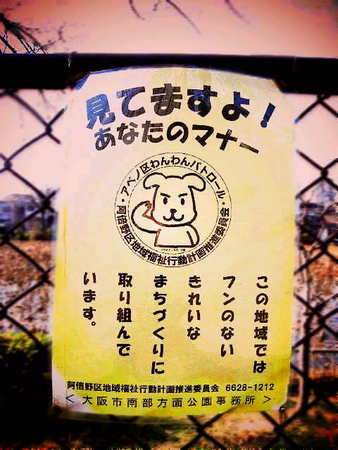 見てますよ!
あなたのマナー
・アベノ区わんわんパトロール・
阿倍野区地域福祉行動計画推進委員会
この地域では
フンのない
きれいな
まちづくりに
取り組んで
います。
阿倍野区地域福祉行動計画推進委員会 6628-1212
<大阪市南部方面公園事務所>